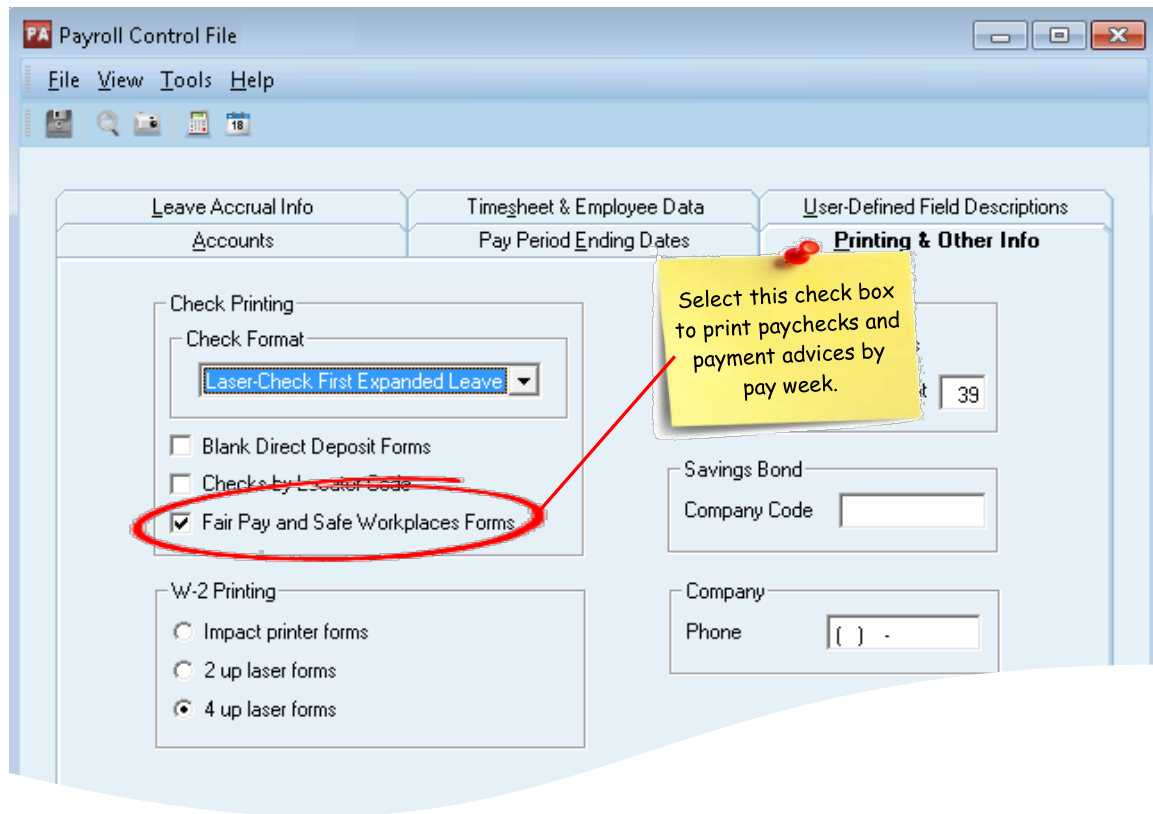 PA Payroll Control File
File View Tools Help
18
Leave Accrual Info Timesheet & Employee Data User-Defined Field Descriptions
Accounts Pay Period Ending Dates Printing & Other Info
Select this check box
to print paychecks and
payment advices by
pay week.
Check Printing
Check Format
Laser-Check First Expanded Leave
Blank Direct Deposit Forms
Checks by Locator Code
Fair Pay and Safe Workplaces Forms
39
Savings Bond
Company Code
W-2 Printing
Impact printer forms
2 up laser forms
4 up laser forms
Company
Phone ( ) -